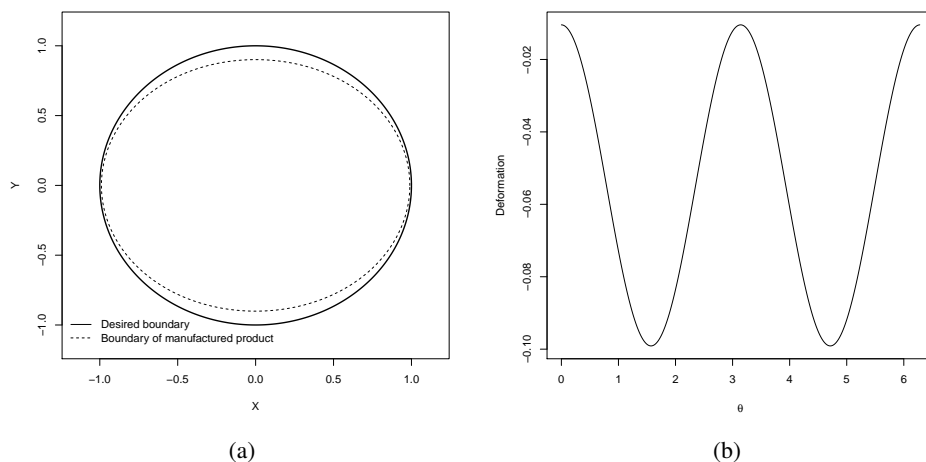 1.0
0.5
0.0
−0.5
−1.0
Y
Desired boundary
Boundary of manufactured product
−1.0 −0.5 0.0 0.5 1.0
X
(a)
−0.02
−0.04
−0.06
−0.08
−0.10
Deformation
0 1 2 3 4 5 6
θ
(b)